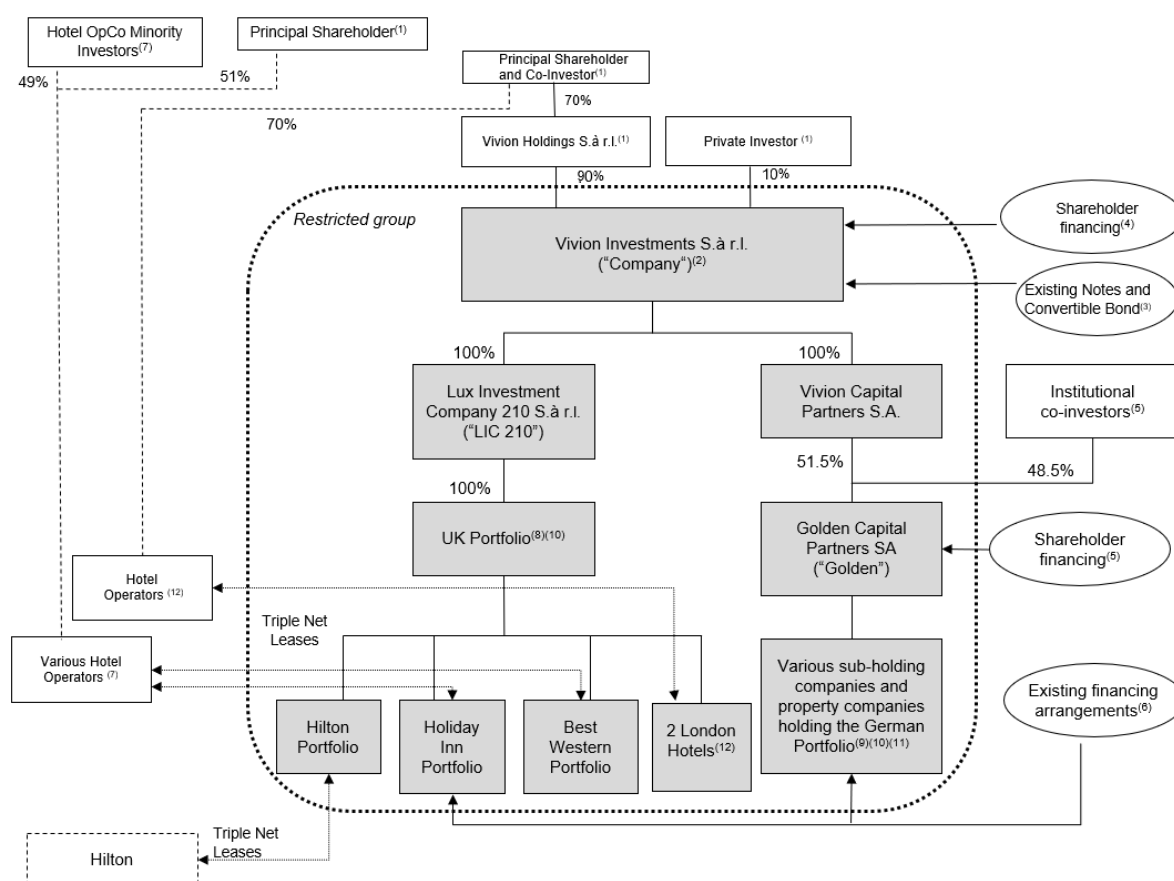 Hotel OpCo Minority
Investors(7)
Principal Shareholder(1)
Principal Shareholder
and Co-Investor(1)
49%
51%
70%
70%
Vivion Holdings S.à r.l.(1)
Private Investor (1)
90%
10%
Restricted group
Shareholder
financing(4)
Vivion Investments S.à r.l.
(“Company“)(2)
Existing Notes and
Convertible Bond(3)
100%
100%
Lux Investment
Company 210 S.à r.l.
(“LIC 210”)
Vivion Capital
Partners S.A.
Institutional
co-investors(5)
51.5%
48.5%
100%
UK Portfolio(8)(10)
Golden Capital
Partners SA
(“Golden”)
Shareholder
financing(5)
Hotel
Operators (12)
Triple Net
Leases
Various Hotel
Operators (7)
Various sub-holding
companies and
property companies
holding the German
Portfolio(9)(10)(11)
Existing financing
arrangements(6)
Hilton
Portfolio
Holiday
Inn
Portfolio
Best
Western
Portfolio
2 London
Hotels(12)
Triple Net
Leases
Hilton